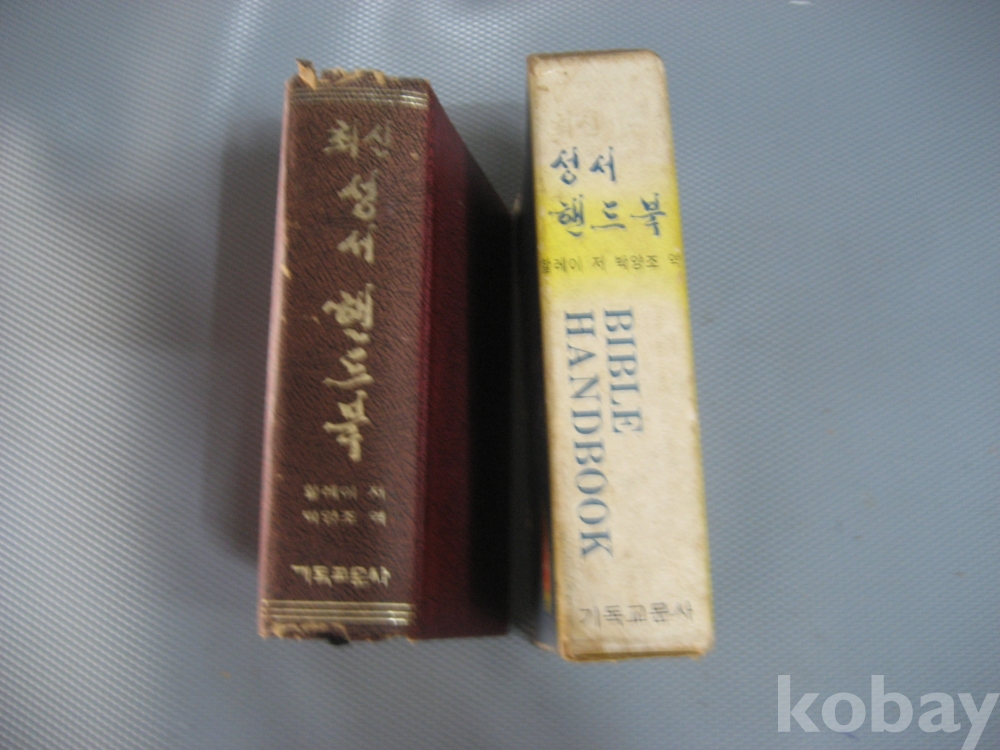 최신
성서
핸드북
할레이 저
박양조 역
기독교문사
최신
성서
핸드북
할레이 저 박양조 역
BIBLE
HANDBOOK
기독교문사
kobay